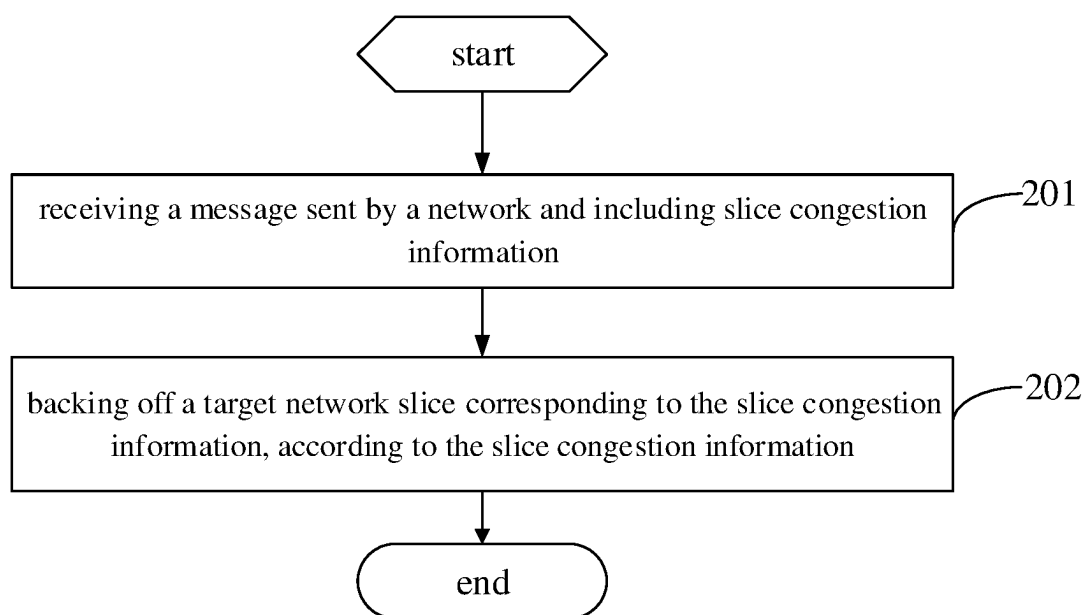 start
receiving a message sent by a network and including slice congestion
information
201
backing off a target network slice corresponding to the slice congestion
information, according to the slice congestion information
202
end